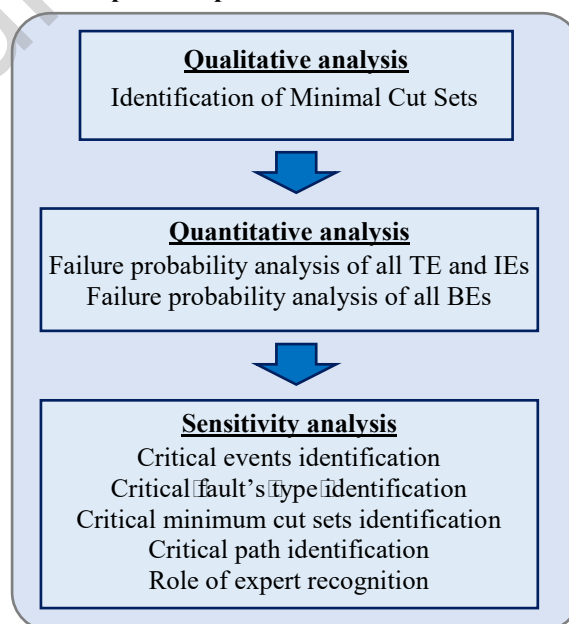 Qualitative analysis
Identification of Minimal Cut Sets
Quantitative analysis
Failure probability analysis of all TE and IEs
Failure probability analysis of all BEs
Sensitivity analysis
Critical events identification
Critical fault's type identification
Critical minimum cut sets identification
Critical path identification
Role of expert recognition